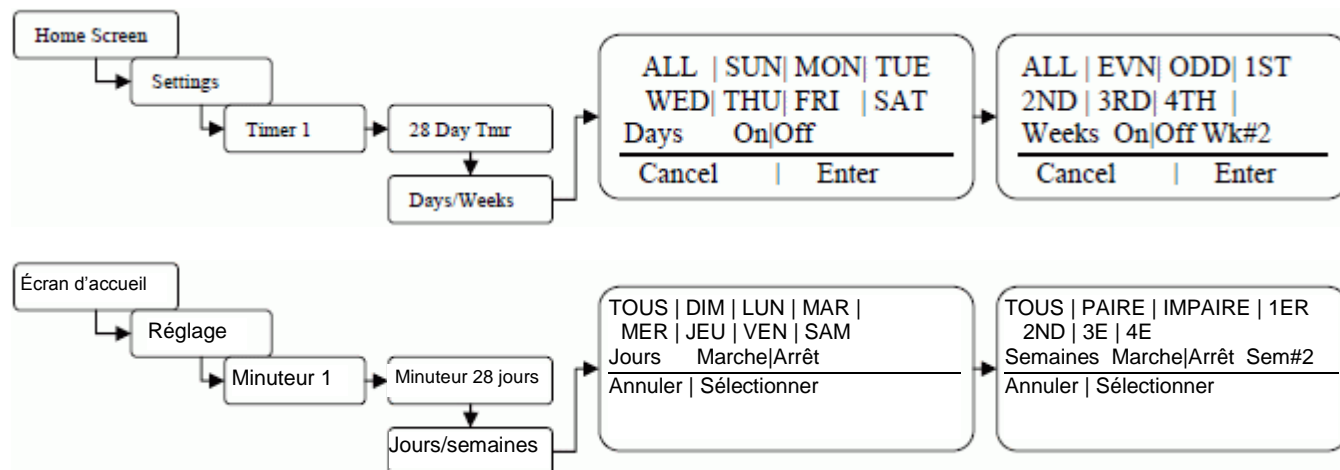 Home Screen
Settings
Timer 1
28 Day Tmr
Days/Weeks
ALL | SUN| MON| TUE
WED| THU| FRI | SAT
Days On|Off
Cancel | Enter
ALL | EVN| ODD| 1ST
2ND | 3RD| 4TH |
Weeks On|Off Wk#2
Cancel | Enter
Écran d'accueil
Réglage
Minuteur 1
Minuteur 28 jours
Jours/semaines
TOUS | DIM | LUN | MAR |
MER | JEU | VEN | SAM
Jours Marche|Arrêt
Annuler | Sélectionner
TOUS | PAIRE | IMPAIRE | 1ER
2ND | 3E | 4E
Semaines Marche|Arrêt Sem#2
Annuler | Sélectionner